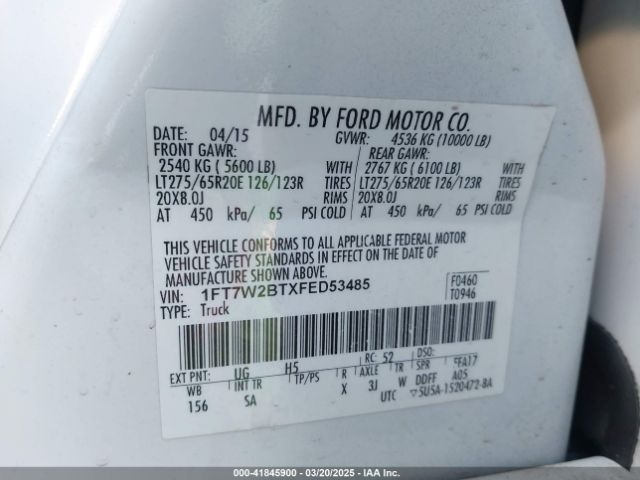 MFD. BY FORD MOTOR CO.
DATE: 04/15 GVWR: 4536 KG (10000 LB)
FRONT GAWR: REAR GAWR:
2540 KG ( 5600 LB) WITH 2767 KG ( 6100 LB) WITH
LT275/65R20E 126/123R TIRES LT275/65R20E 126/123R TIRES
20X8.0J RIMS 20X8.0J RIMS
AT 450 kPa/ 65 PSI COLD AT 450 kPa/ 65 PSI COLD
THIS VEHICLE CONFORMS TO ALL APPLICABLE FEDERAL MOTOR
VEHICLE SAFETY STANDARDS IN EFFECT ON THE DATE OF
MANUFACTURE SHOWN ABOVE.
VIN: 1FT7W2BTXFED53485 F0460
TYPE: Truck T0946
EXT PNT: UG H5 RC: 52 DSO:
WB INT TR TP/PS R AXLE TR SPR FFA17
156 SA X 3J W DDFF A05
UTC ▽5U5A-1520472-BA
000-41845900 - 03/20/2025 - IAA Inc.